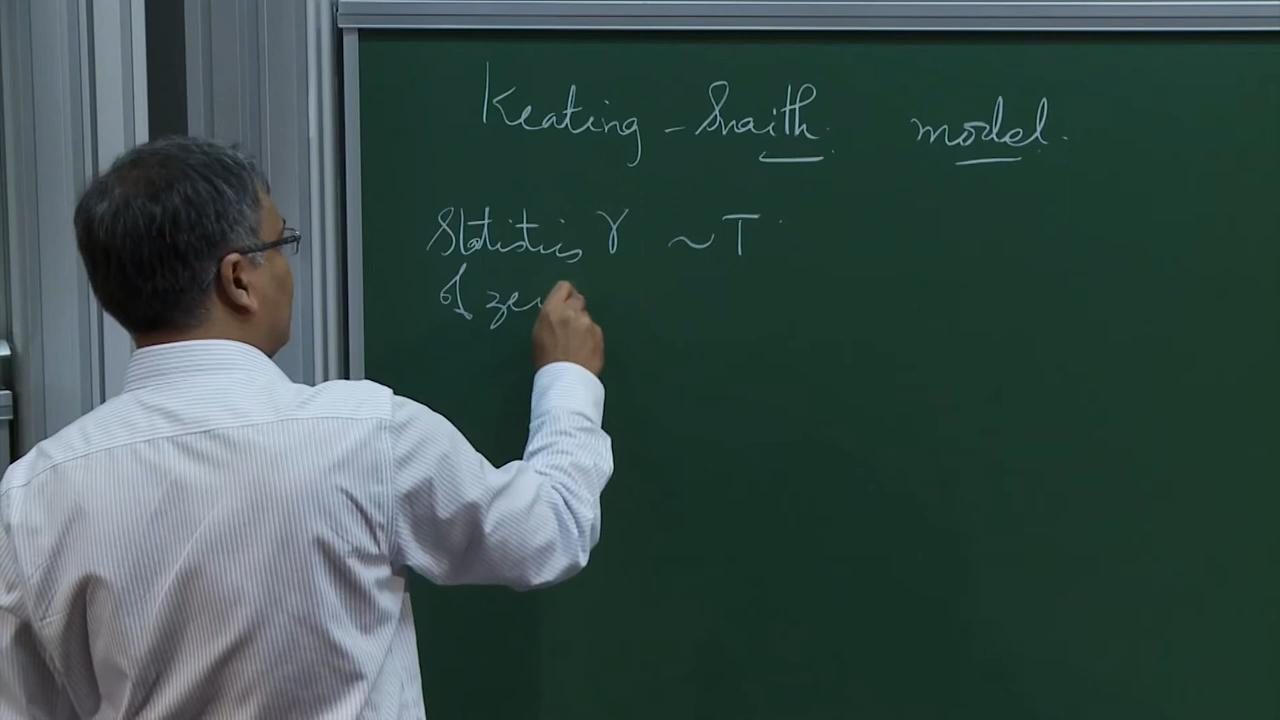 Keating - Snaith model.
Statistics γ ~ T
of zer